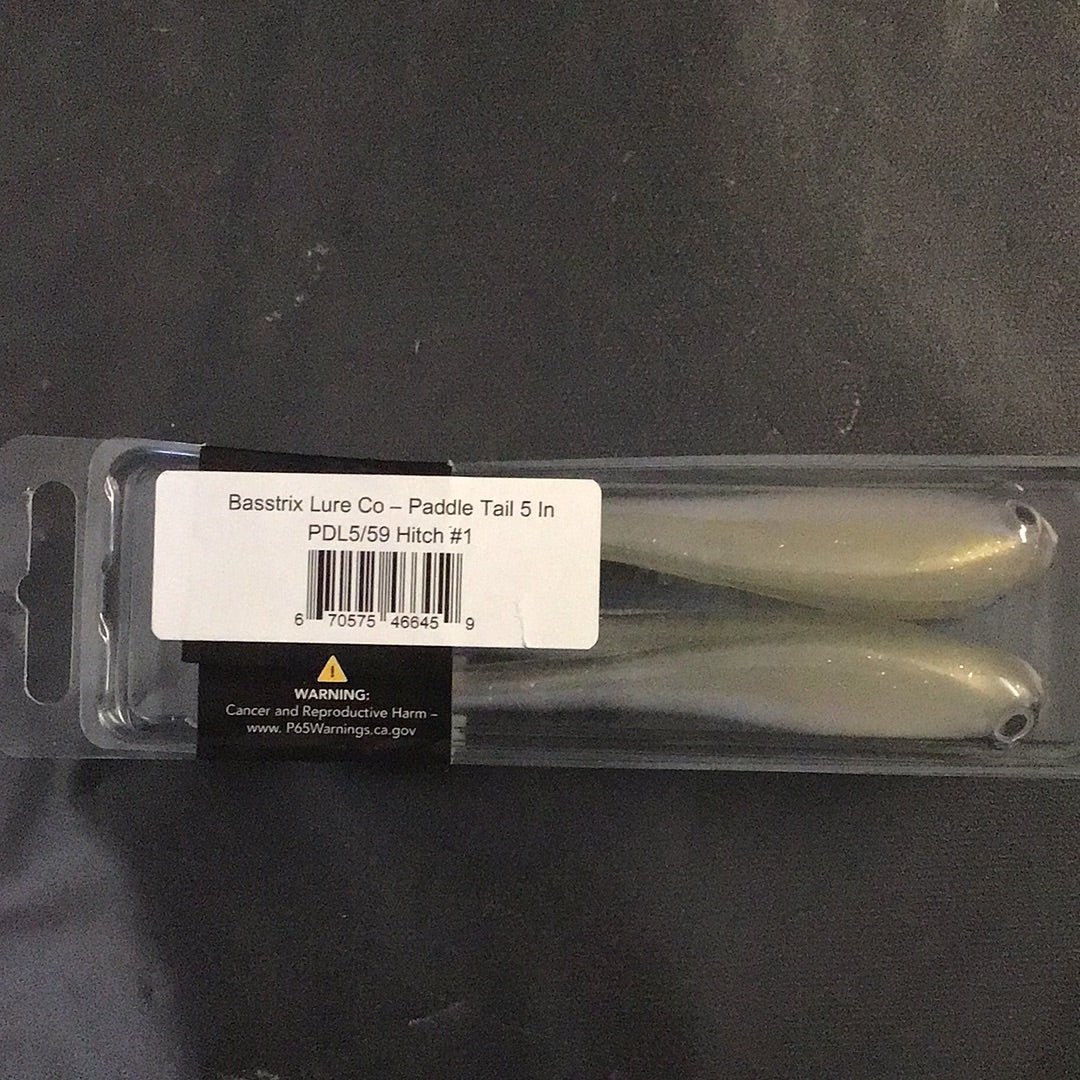 Basstrix Lure Co – Paddle Tail 5 In
PDL5/59 Hitch #1
6 70575 46645 9
WARNING:
Cancer and Reproductive Harm –
www. P65Warnings.ca.gov